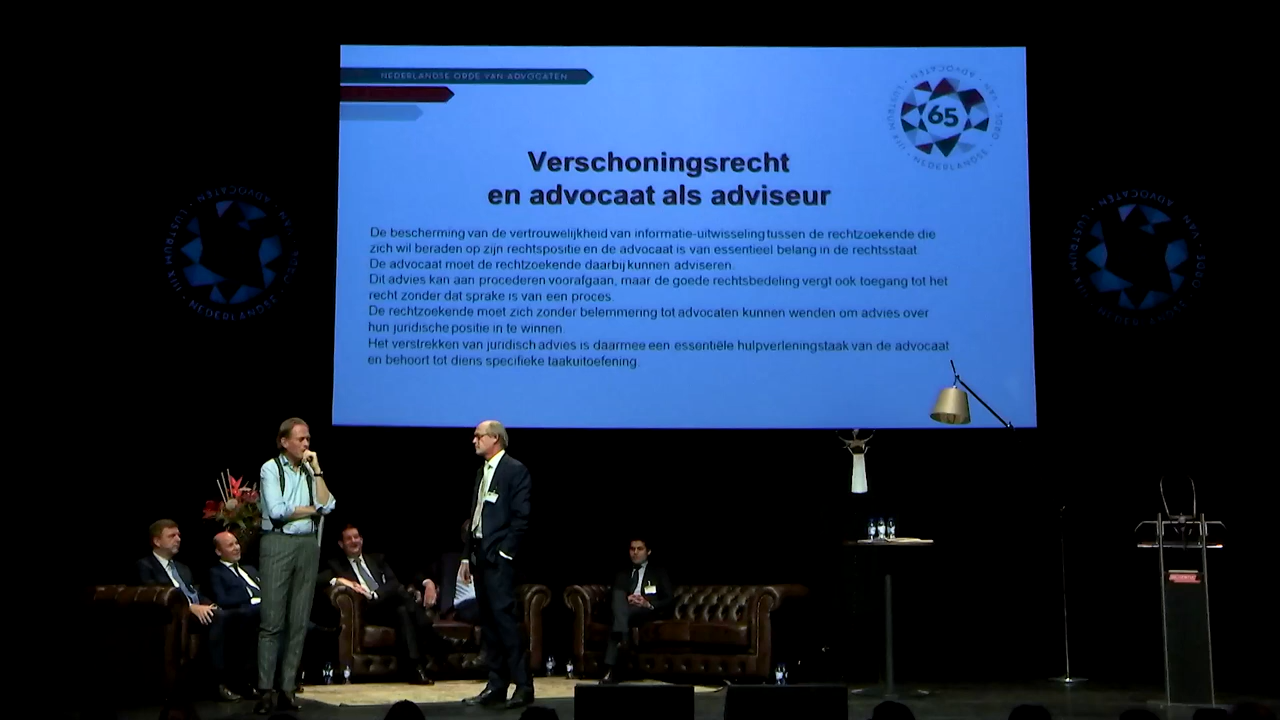 NEDERLANDSE ORDE VAN ADVOCATEN
65
LUSTRUM NEDERLANDSE ORDE VAN ADVOCATEN
Verschoningsrecht
en advocaat als adviseur
De bescherming van de vertrouwelijkheid van informatie-uitwisseling tussen de rechtzoekende die
zich wil beraden op zijn rechtspositie en de advocaat is van essentieel belang in de rechtsstaat.
De advocaat moet de rechtzoekende daarbij kunnen adviseren.
Dit advies kan aan procederen voorafgaan, maar de goede rechtsbedeling vergt ook toegang tot het
recht zonder dat sprake is van een proces.
De rechtzoekende moet zich zonder belemmering tot advocaten kunnen wenden om advies over
hun juridische positie in te winnen.
Het verstrekken van juridisch advies is daarmee een essentiële hulpverleningstaak van de advocaat
en behoort tot diens specifieke taakuitoefening.